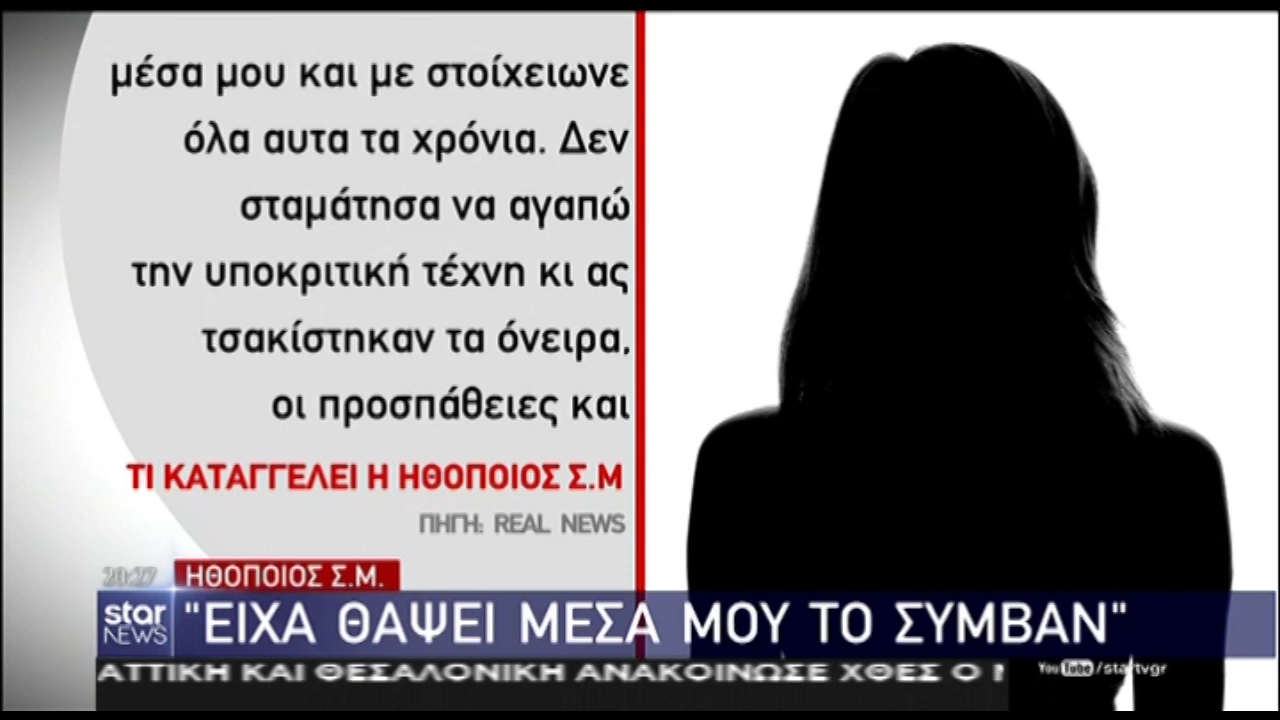 μέσα μου και με στοίχειωνε
όλα αυτα τα χρόνια. Δεν
σταμάτησα να αγαπώ
την υποκριτική τέχνη κι ας
τσακίστηκαν τα όνειρα,
οι προσπάθειες και
ΤΙ ΚΑΤΑΓΓΕΛΕΙ Η ΗΘΟΠΟΙΟΣ Σ.Μ
ΠΗΓΗ: REAL NEWS
20:27
ΗΘΟΠΟΙΟΣ Σ.Μ.
star NEWS
"ΕΙΧΑ ΘΑΨΕΙ ΜΕΣΑ ΜΟΥ ΤΟ ΣΥΜΒΑΝ"
ΑΤΤΙΚΗ ΚΑΙ ΘΕΣΣΑΛΟΝΙΚΗ ΑΝΑΚΟΙΝΩΣΕ ΧΘΕΣ Ο
YouTube/startvgr